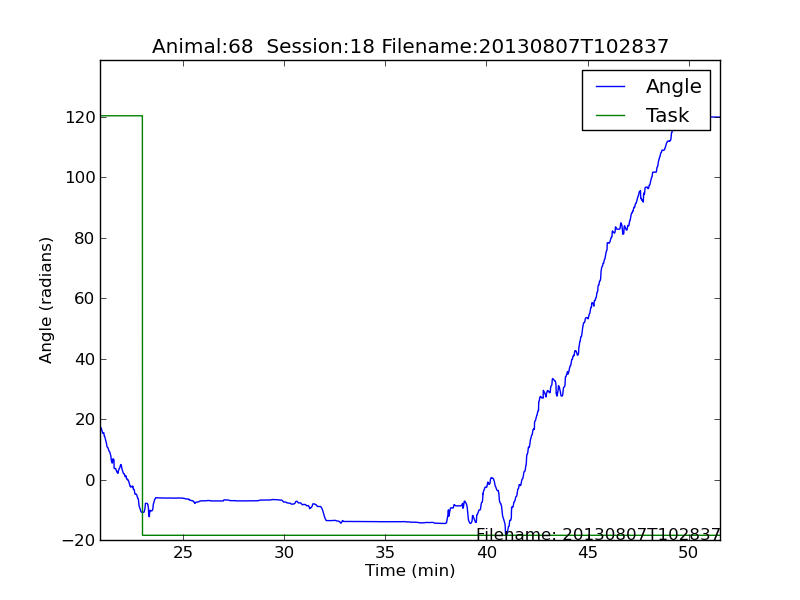 Animal:68  Session:18 Filename:20130807T102837
Angle
Task
120
100
80
60
40
20
0
−20
Angle (radians)
Filename: 20130807T102837
25
30
35
40
45
50
Time (min)